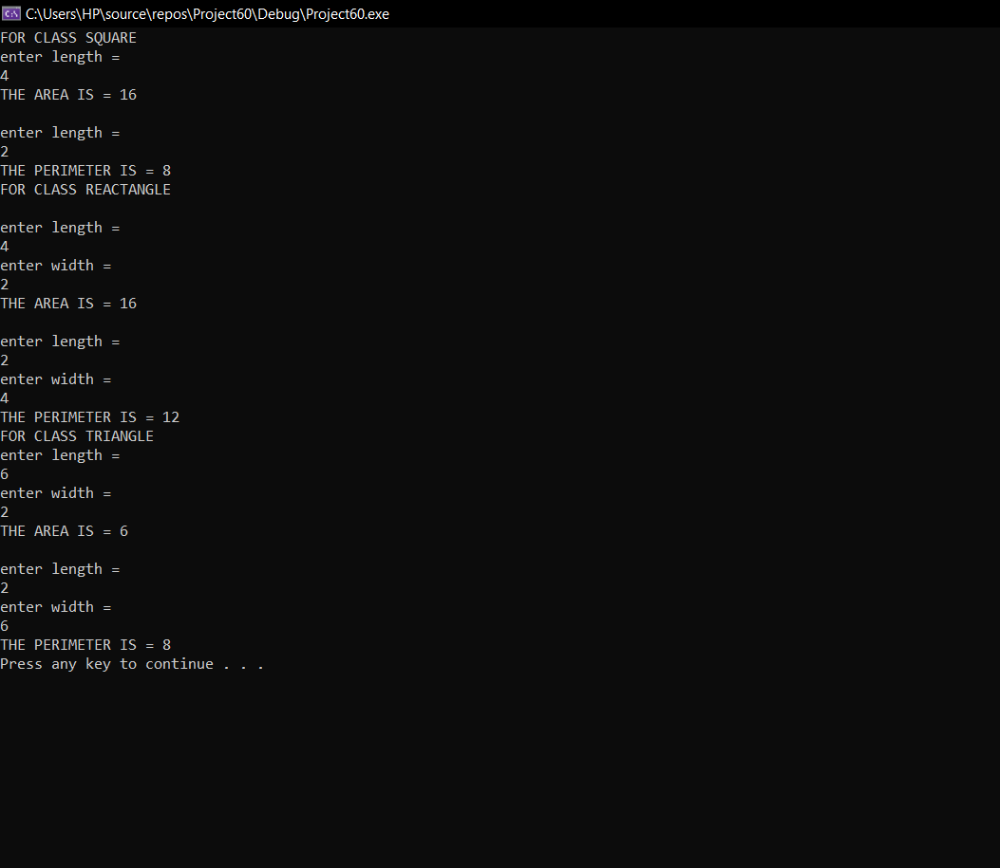 C:\Users\HP\source\repos\Project60\Debug\Project60.exe
FOR CLASS SQUARE
enter length =
4
THE AREA IS = 16
enter length =
2
THE PERIMETER IS = 8
FOR CLASS REACTANGLE
enter length =
4
enter width =
2
THE AREA IS = 16
enter length =
2
enter width =
4
THE PERIMETER IS = 12
FOR CLASS TRIANGLE
enter length =
6
enter width =
2
THE AREA IS = 6
enter length =
2
enter width =
6
THE PERIMETER IS = 8
Press any key to continue . . .